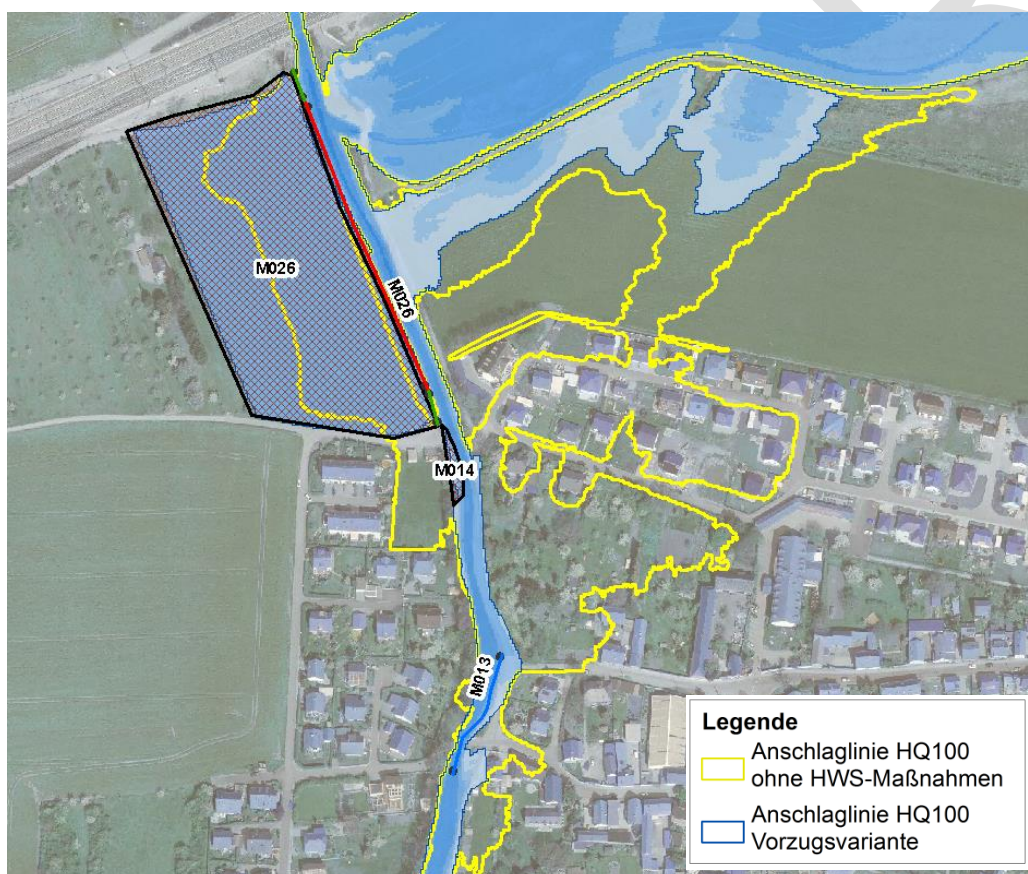 M026
M026
M014
M013
Legende
Anschlaglinie HQ100
ohne HWS-Maßnahmen
Anschlaglinie HQ100
Vorzugsvariante